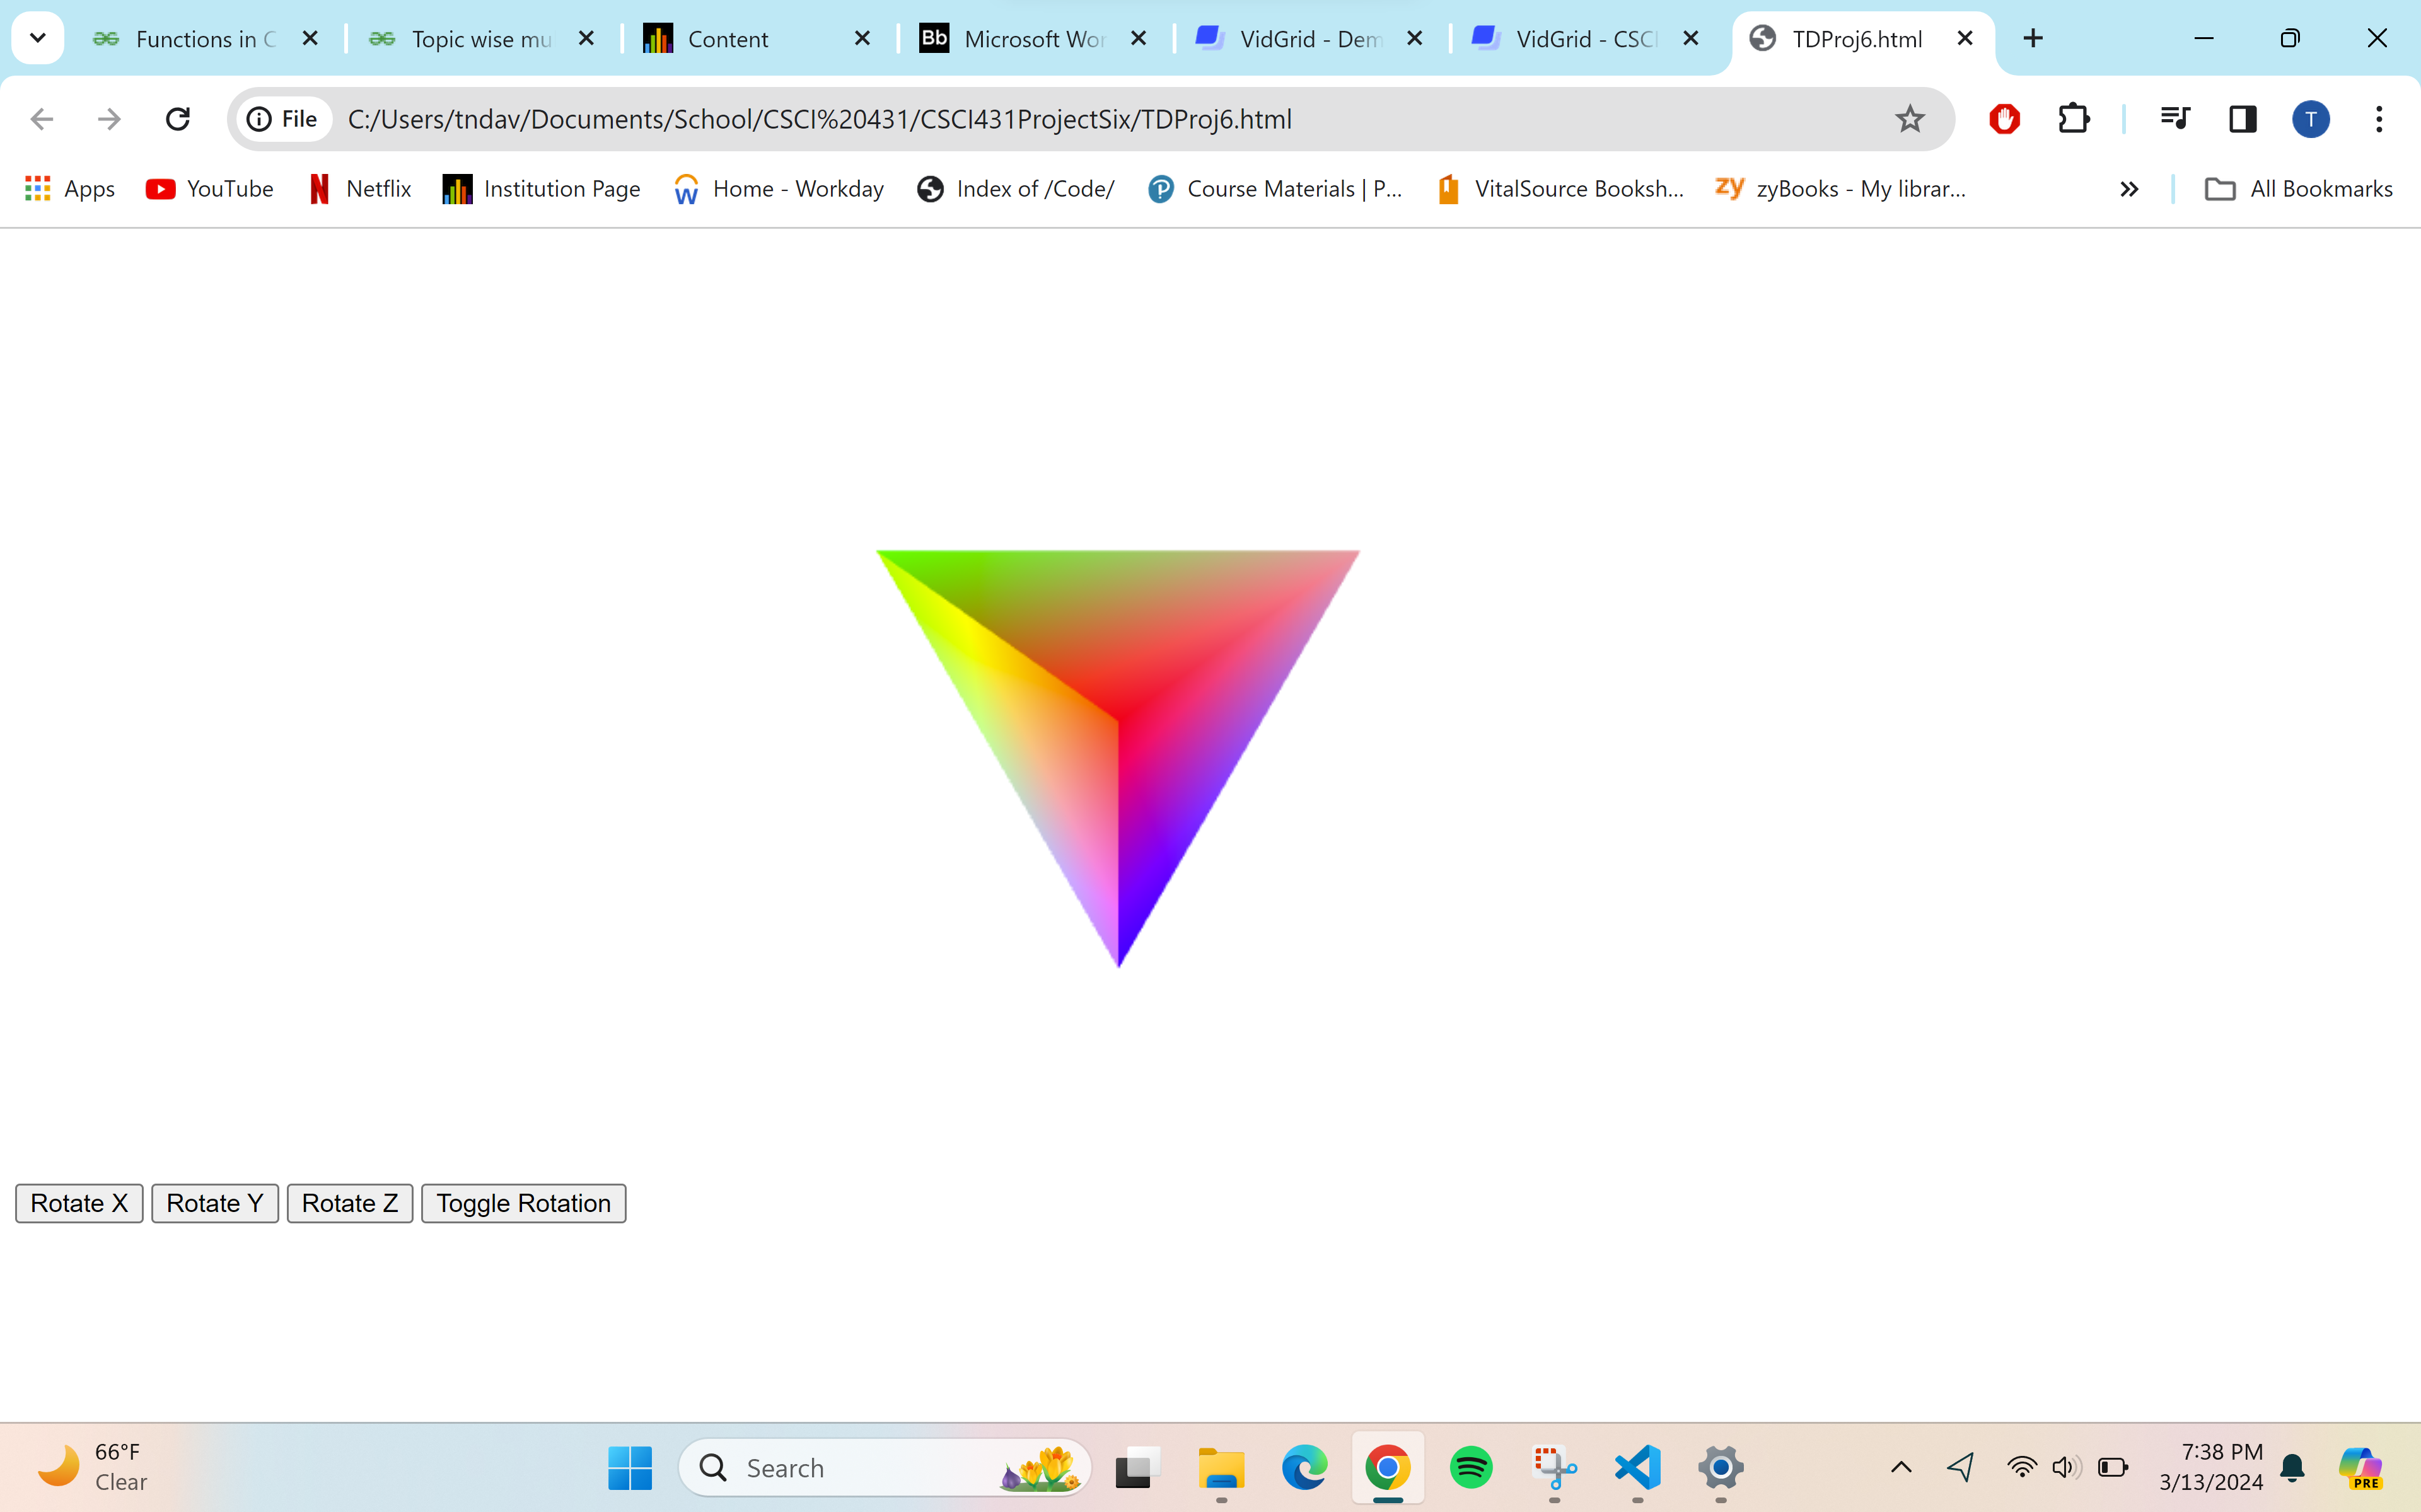 Functions in C
Topic wise mu
Content
Bb Microsoft Wor
VidGrid - Dem
VidGrid - CSCI
TDProj6.html
File C:/Users/tndav/Documents/School/CSCI%20431/CSCI431ProjectSix/TDProj6.html
T
Apps YouTube N Netflix Institution Page W Home - Workday Index of /Code/ P Course Materials | P... VitalSource Booksh... zy zyBooks - My librar... » All Bookmarks
Rotate X Rotate Y Rotate Z Toggle Rotation
66°F
Clear
Search
7:38 PM
3/13/2024
PRE